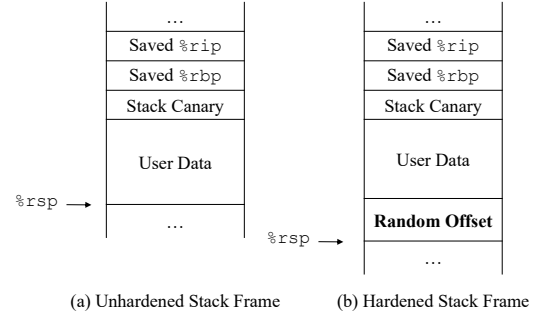 ...
Saved %rip
Saved %rbp
Stack Canary
User Data
%rsp
...
(a) Unhardened Stack Frame
...
Saved %rip
Saved %rbp
Stack Canary
User Data
Random Offset
%rsp
...
(b) Hardened Stack Frame